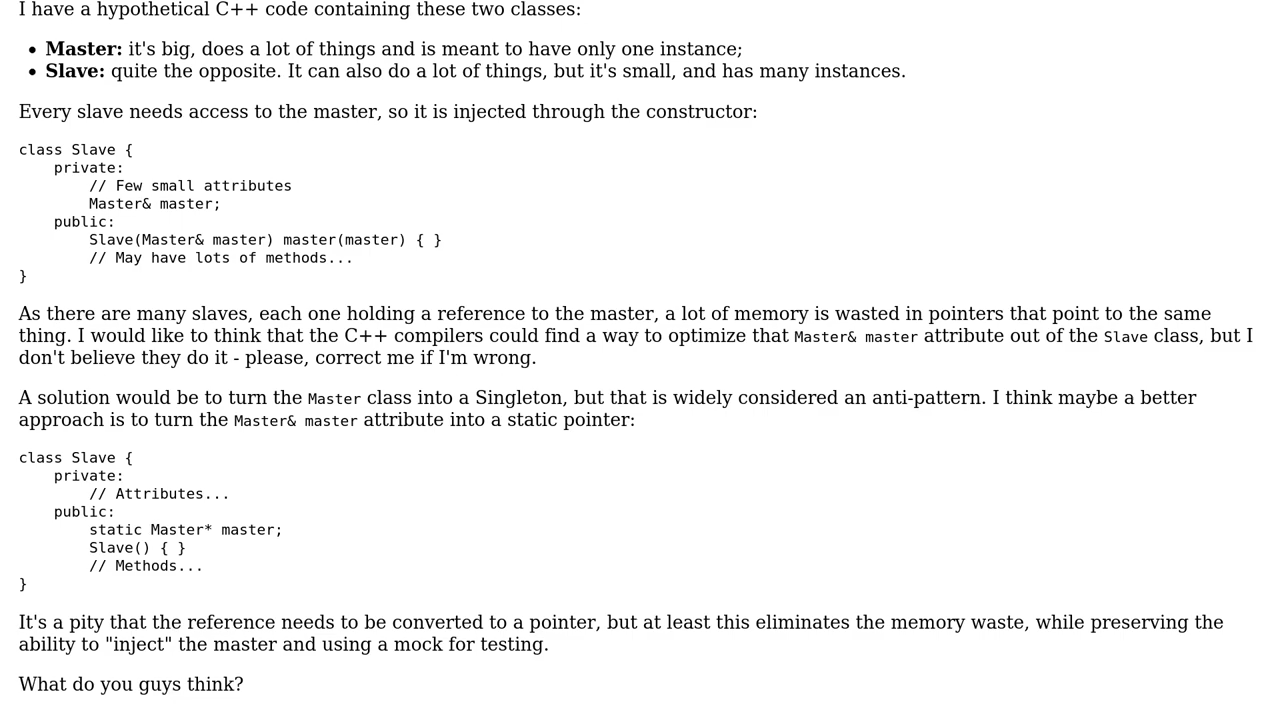 I have a hypothetical C++ code containing these two classes:
• Master: it's big, does a lot of things and is meant to have only one instance;
• Slave: quite the opposite. It can also do a lot of things, but it's small, and has many instances.
Every slave needs access to the master, so it is injected through the constructor:
class Slave {
    private:
        // Few small attributes
        Master& master;
    public:
        Slave(Master& master) master(master) { }
        // May have lots of methods...
}
As there are many slaves, each one holding a reference to the master, a lot of memory is wasted in pointers that point to the same
thing. I would like to think that the C++ compilers could find a way to optimize that Master& master attribute out of the Slave class, but I
don't believe they do it - please, correct me if I'm wrong.
A solution would be to turn the Master class into a Singleton, but that is widely considered an anti-pattern. I think maybe a better
approach is to turn the Master& master attribute into a static pointer:
class Slave {
    private:
        // Attributes...
    public:
        static Master* master;
        Slave() { }
        // Methods...
}
It's a pity that the reference needs to be converted to a pointer, but at least this eliminates the memory waste, while preserving the
ability to "inject" the master and using a mock for testing.
What do you guys think?